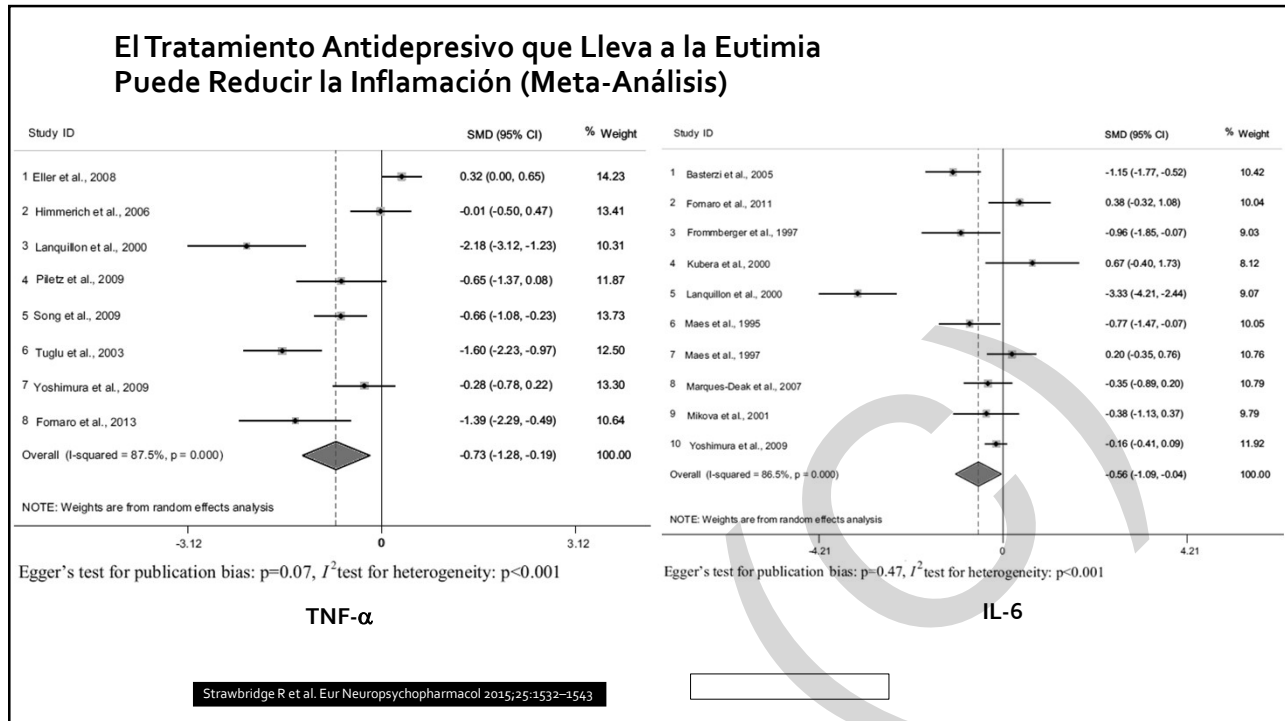 El Tratamiento Antidepresivo que Lleva a la Eutimia
Puede Reducir la Inflamación (Meta-Análisis)
Study ID SMD (95% CI) % Weight
1 Eller et al., 2008 0.32 (0.00, 0.65) 14.23
2 Himmerich et al., 2006 -0.01 (-0.50, 0.47) 13.41
3 Lanquillon et al., 2000 -2.18 (-3.12, -1.23) 10.31
4 Piletz et al., 2009 -0.65 (-1.37, 0.08) 11.87
5 Song et al., 2009 -0.66 (-1.08, -0.23) 13.73
6 Tuglu et al., 2003 -1.60 (-2.23, -0.97) 12.50
7 Yoshimura et al., 2009 -0.28 (-0.78, 0.22) 13.30
8 Fornaro et al., 2013 -1.39 (-2.29, -0.49) 10.64
Overall (I-squared = 87.5%, p = 0.000) -0.73 (-1.28, -0.19) 100.00
NOTE: Weights are from random effects analysis
-3.12 0 3.12
Egger's test for publication bias: p=0.07, I² test for heterogeneity: p<0.001
TNF-α
Study ID SMD (95% CI) % Weight
1 Basterzi et al., 2005 -1.15 (-1.77, -0.52) 10.42
2 Fornaro et al., 2011 0.38 (-0.32, 1.08) 10.04
3 Frommberger et al., 1997 -0.96 (-1.85, -0.07) 9.03
4 Kubera et al., 2000 0.67 (-0.40, 1.73) 8.12
5 Lanquillon et al., 2000 -3.33 (-4.21, -2.44) 9.07
6 Maes et al., 1995 -0.77 (-1.47, -0.07) 10.05
7 Maes et al., 1997 0.20 (-0.35, 0.76) 10.76
8 Marques-Deak et al., 2007 -0.35 (-0.89, 0.20) 10.79
9 Mikova et al., 2001 -0.38 (-1.13, 0.37) 9.79
10 Yoshimura et al., 2009 -0.16 (-0.41, 0.09) 11.92
Overall (I-squared = 86.5%, p = 0.000) -0.56 (-1.09, -0.04) 100.00
NOTE: Weights are from random effects analysis
-4.21 0 4.21
Egger's test for publication bias: p=0.47, I² test for heterogeneity: p<0.001
IL-6
Strawbridge R et al. Eur Neuropsychopharmacol 2015;25:1532–1543